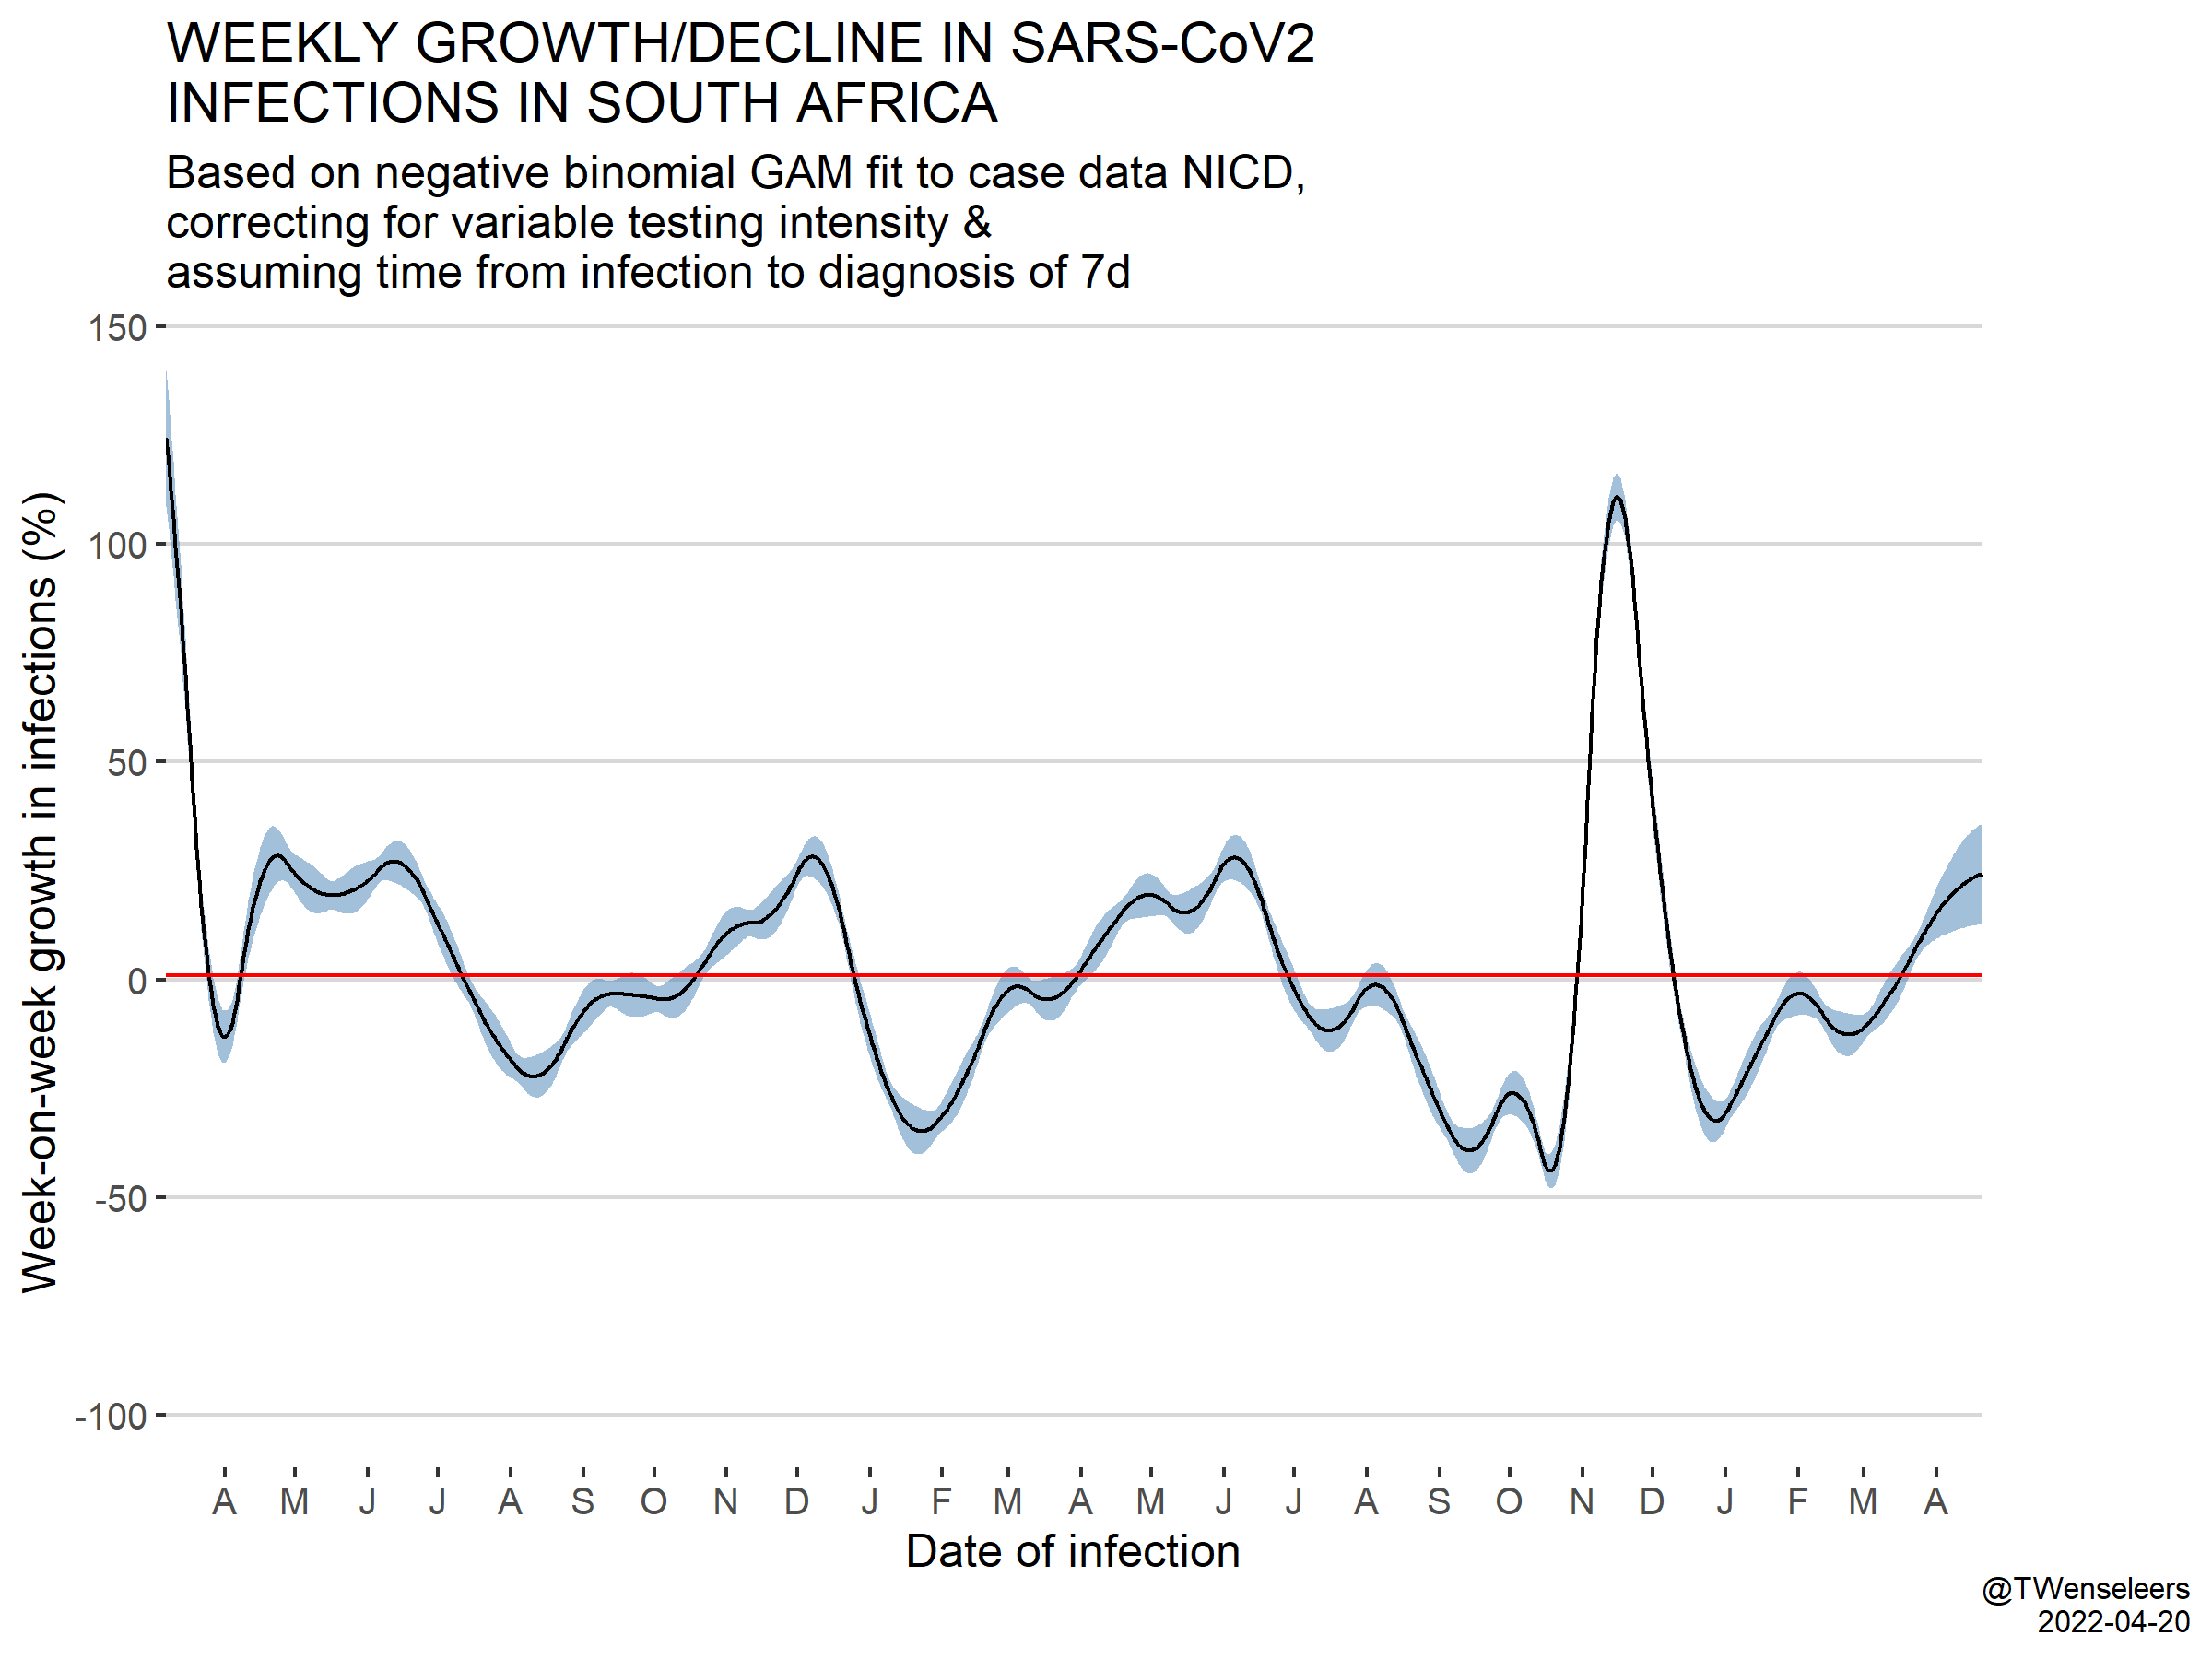 WEEKLY GROWTH/DECLINE IN SARS-CoV2
INFECTIONS IN SOUTH AFRICA
Based on negative binomial GAM fit to case data NICD,
correcting for variable testing intensity &
assuming time from infection to diagnosis of 7d
Week-on-week growth in infections (%)
150
100
50
0
-50
-100
A M J J A S O N D J F M A M J J A S O N D J F M A
Date of infection
@TWenseleers
2022-04-20